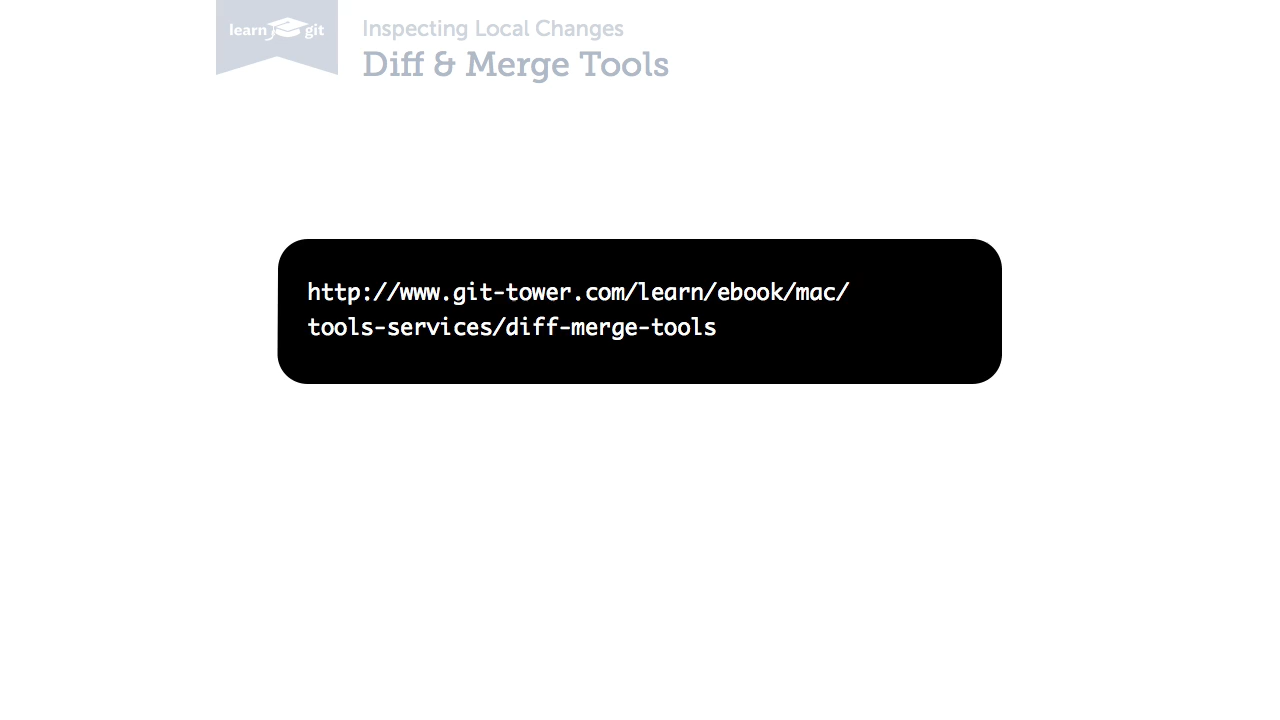 learn git
Inspecting Local Changes
Diff & Merge Tools
http://www.git-tower.com/learn/ebook/mac/
tools-services/diff-merge-tools